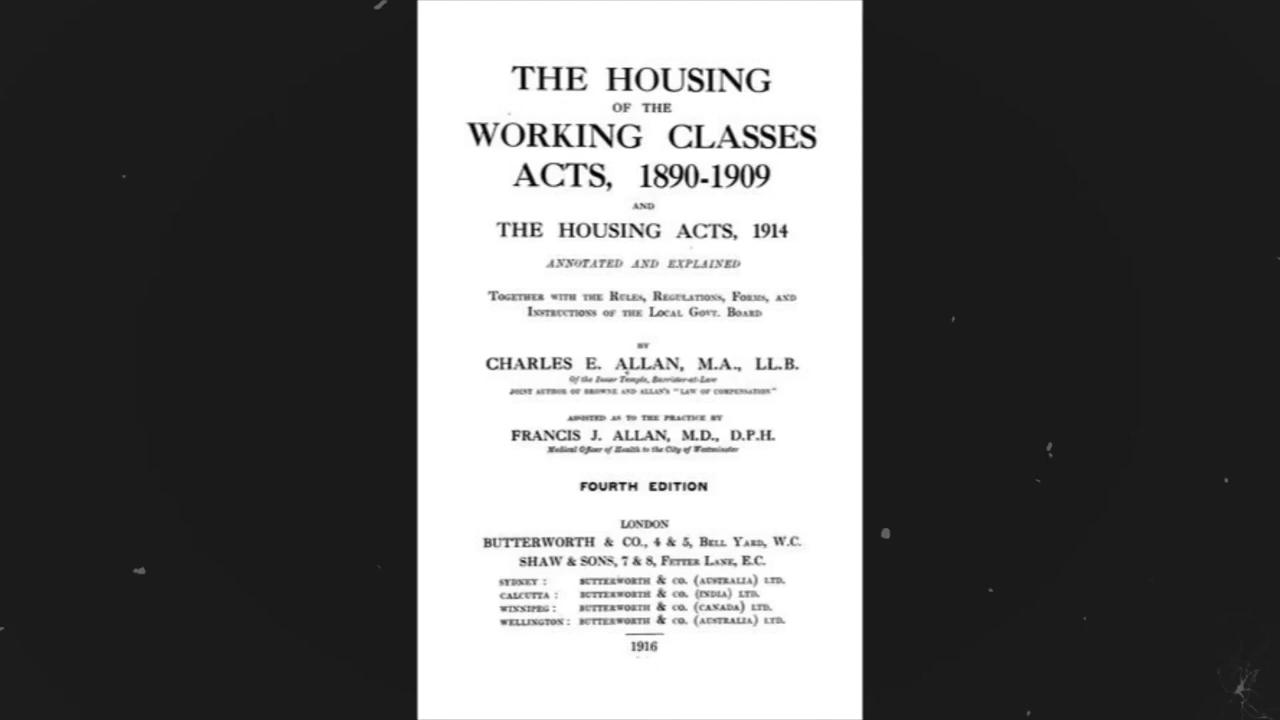 THE HOUSING
OF THE
WORKING CLASSES
ACTS, 1890-1909
AND
THE HOUSING ACTS, 1914
ANNOTATED AND EXPLAINED
TOGETHER WITH THE RULES, REGULATIONS, FORMS, AND
INSTRUCTIONS OF THE LOCAL GOVT. BOARD
BY
CHARLES E. ALLAN, M.A., LL.B.
Of the Inner Temple, Barrister-at-Law
JOINT AUTHOR OF BROWNE AND ALLAN'S "LAW OF COMPENSATION"
ASSISTED AS TO THE PRACTICE BY
FRANCIS J. ALLAN, M.D., D.P.H.
Medical Officer of Health to the City of Westminster
FOURTH EDITION
LONDON
BUTTERWORTH & CO., 4 & 5, BELL YARD, W.C.
SHAW & SONS, 7 & 8, FETTER LANE, E.C.
SYDNEY : BUTTERWORTH & CO. (AUSTRALIA) LTD.
CALCUTTA : BUTTERWORTH & CO. (INDIA) LTD.
WINNIPEG : BUTTERWORTH & CO. (CANADA) LTD.
WELLINGTON : BUTTERWORTH & CO. (AUSTRALIA) LTD.
1916